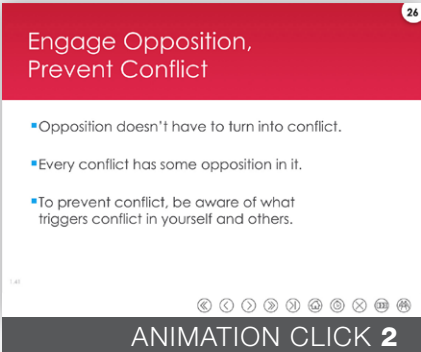 26
Engage Opposition,
Prevent Conflict
▪Opposition doesn't have to turn into conflict.
▪Every conflict has some opposition in it.
▪To prevent conflict, be aware of what
triggers conflict in yourself and others.
ANIMATION CLICK 2